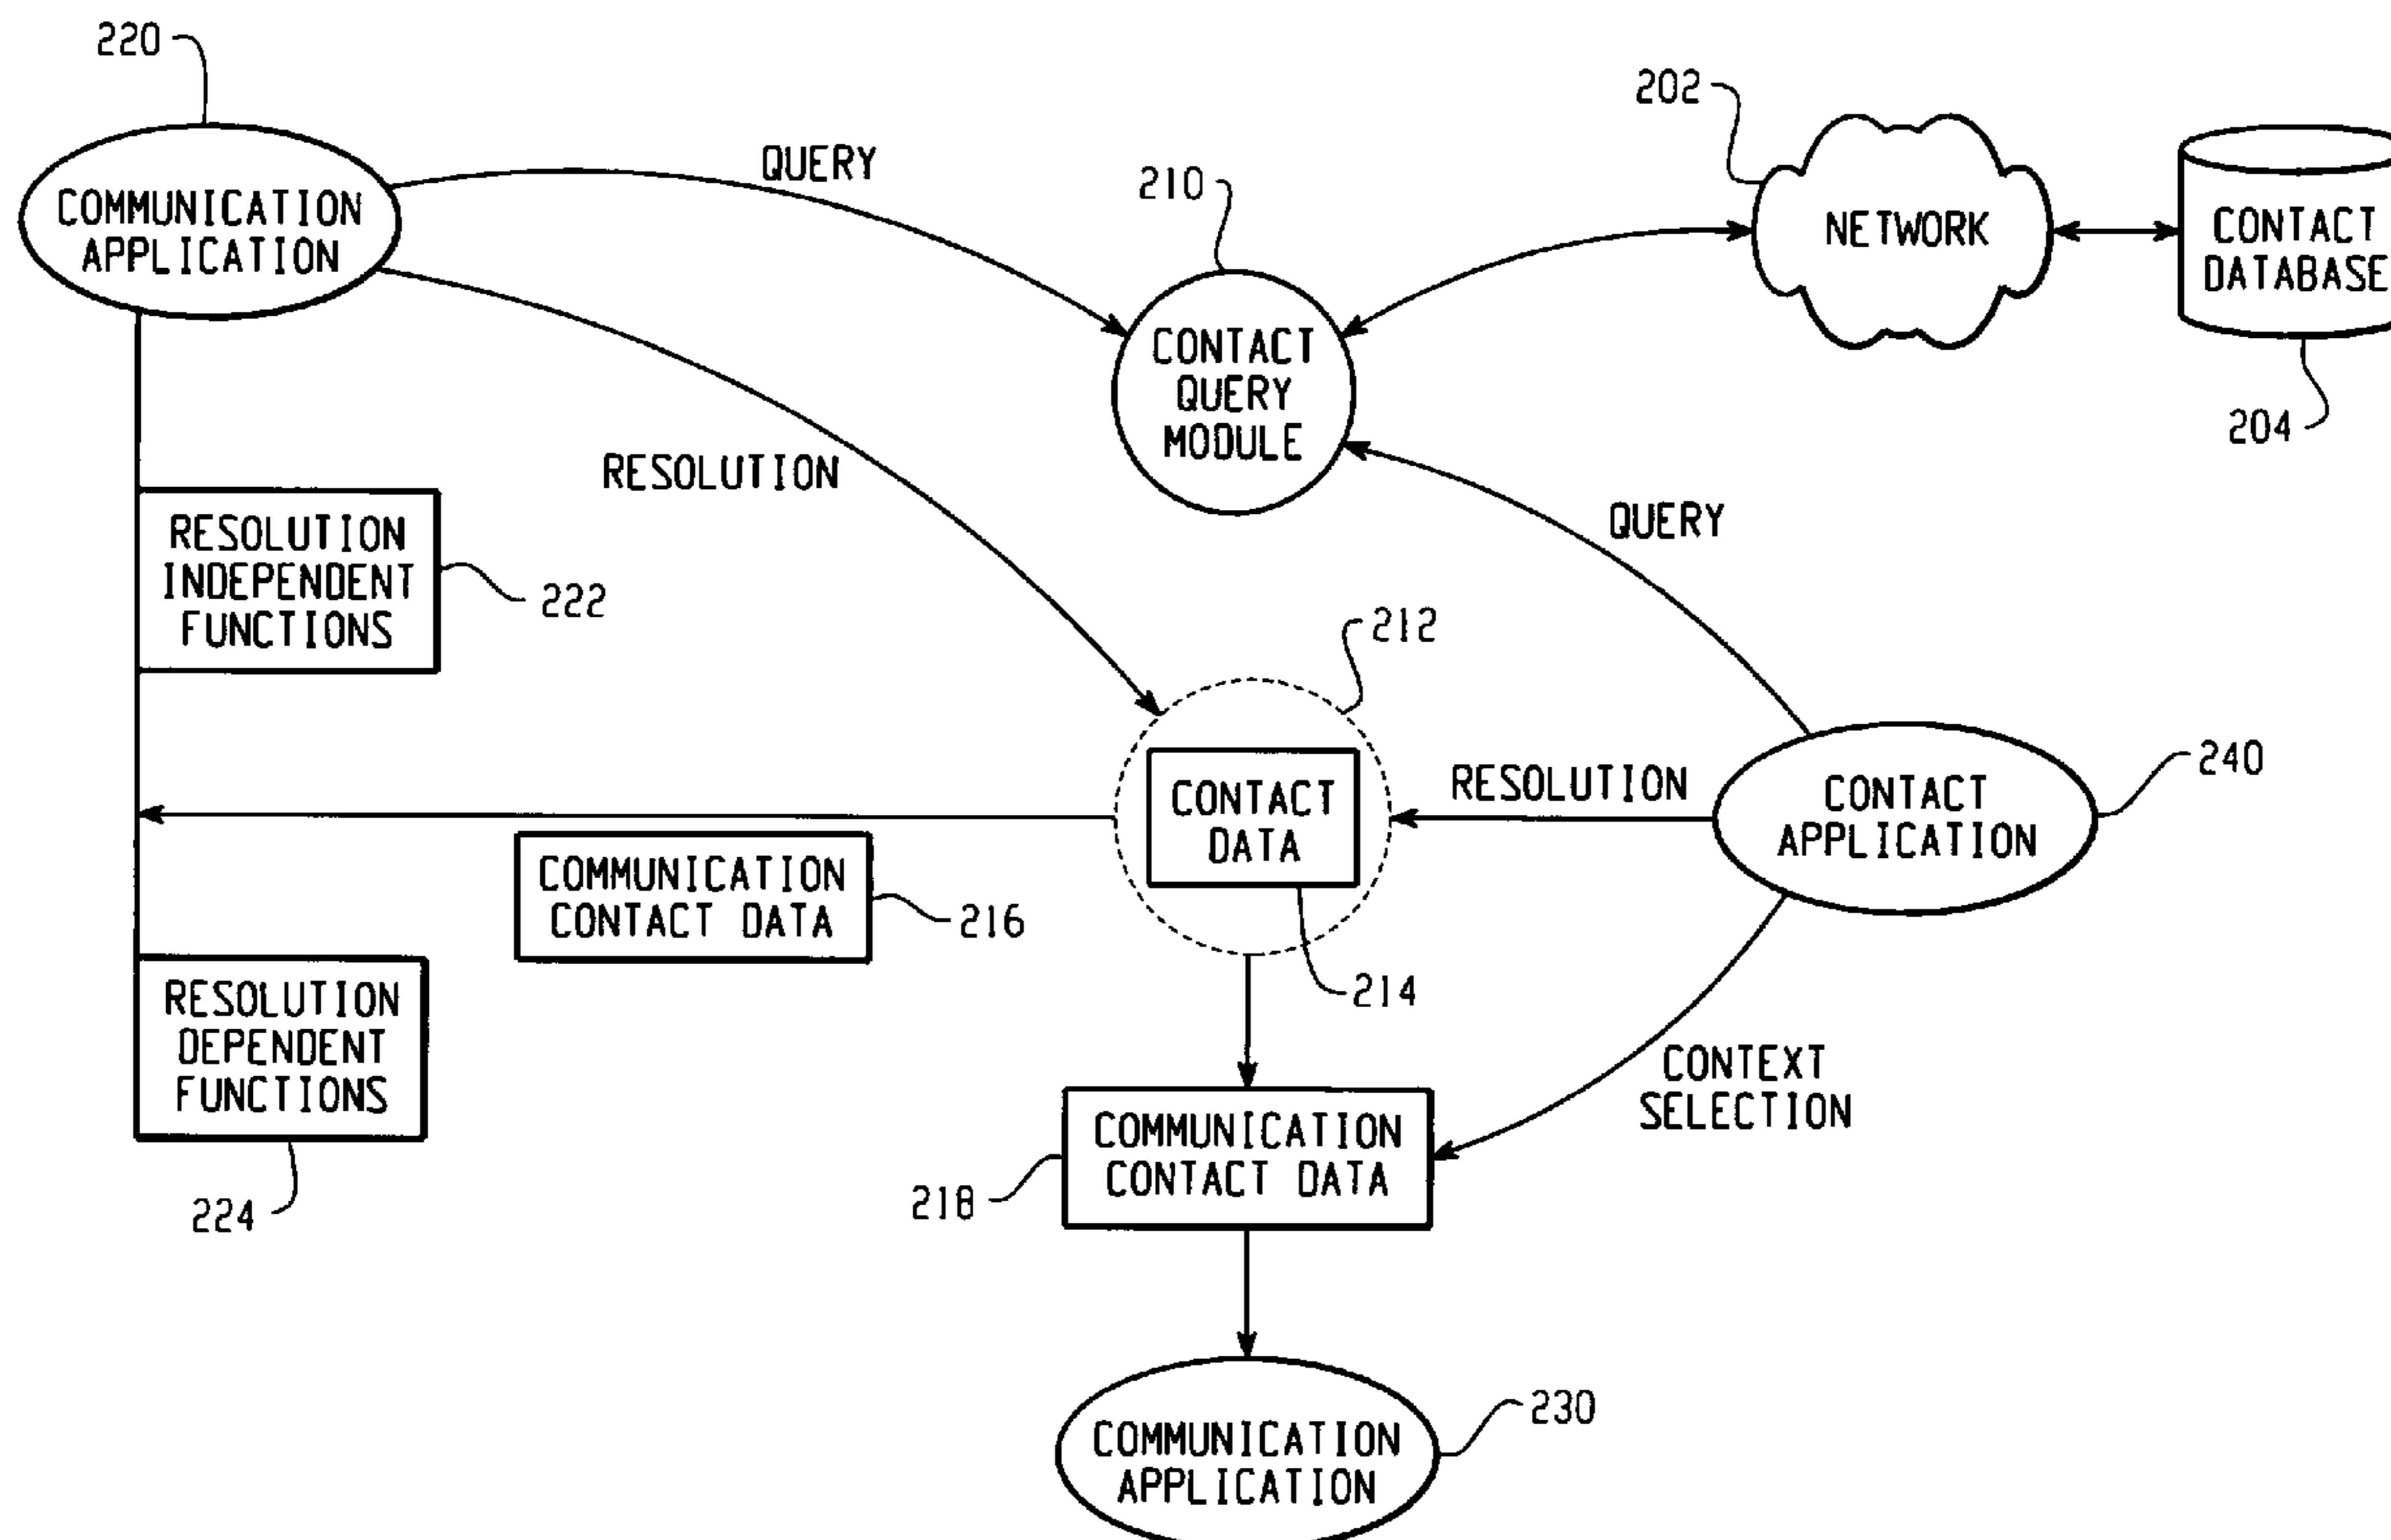 220
COMMUNICATION
APPLICATION
QUERY
210
CONTACT
QUERY
MODULE
202
NETWORK
CONTACT
DATABASE
204
RESOLUTION
QUERY
RESOLUTION
INDEPENDENT
FUNCTIONS
222
212
CONTACT
DATA
214
RESOLUTION
CONTACT
APPLICATION
240
COMMUNICATION
CONTACT DATA
216
RESOLUTION
DEPENDENT
FUNCTIONS
224
CONTEXT
SELECTION
COMMUNICATION
CONTACT DATA
218
COMMUNICATION
APPLICATION
230